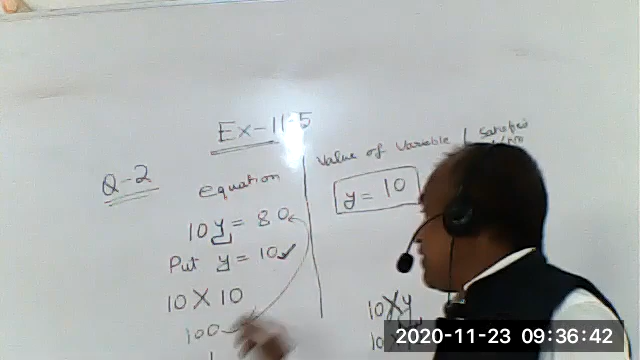 Ex-11.5
Value of Variable
Q-2
equation
y = 10
10y = 80
Put y = 10 ✓
10 X 10
10 X y
100
2020-11-23 09:36:42